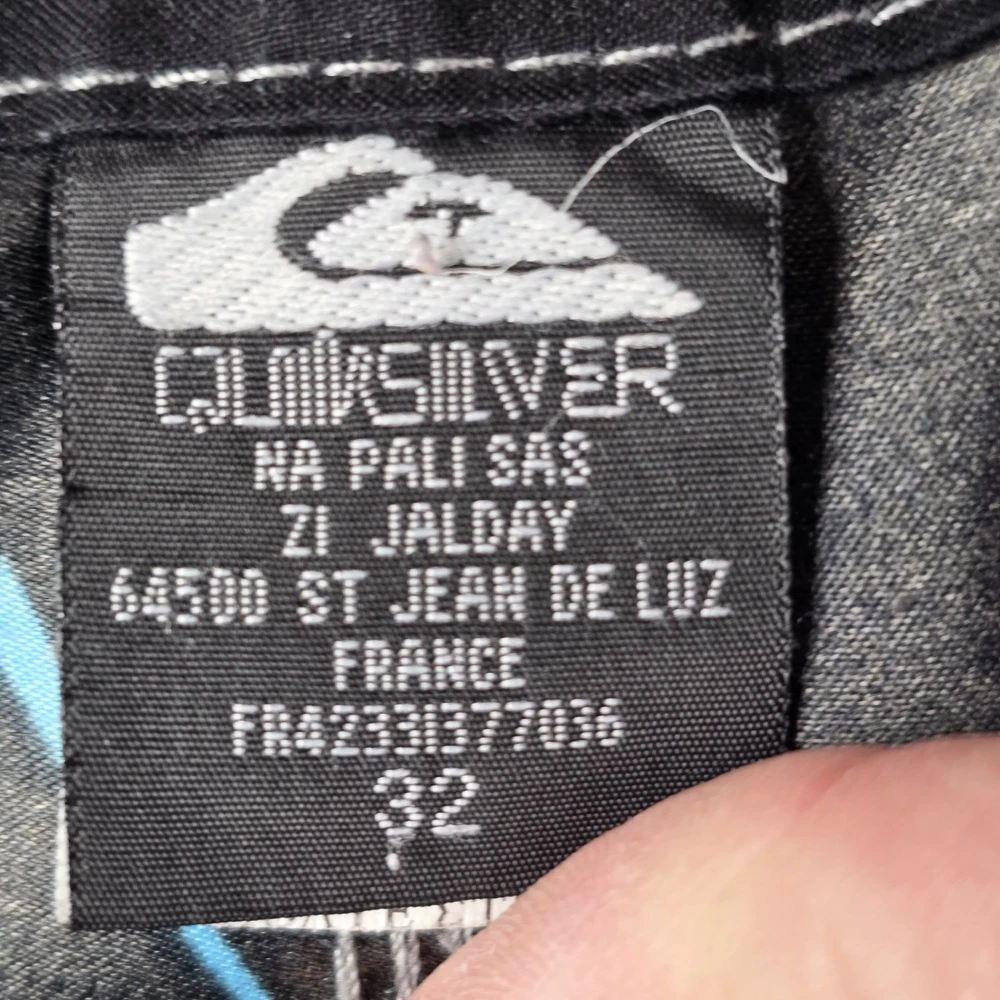 QUIKSILVER
NA PALI SAS
ZI JALDAY
64500 ST JEAN DE LUZ
FRANCE
FR42331377036
32